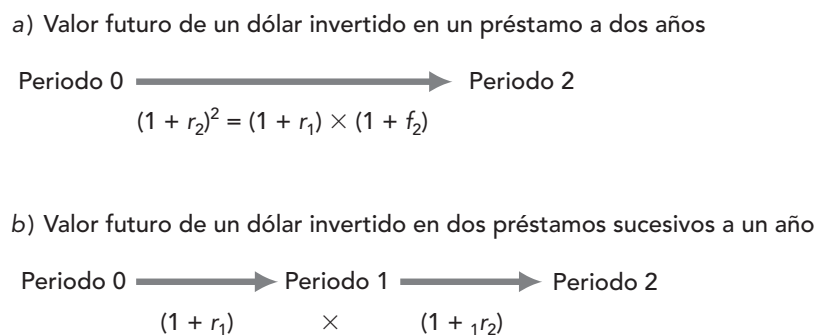 a) Valor futuro de un dólar invertido en un préstamo a dos años
Periodo 0 Periodo 2
(1 + r₂)² = (1 + r₁) × (1 + f₂)
b) Valor futuro de un dólar invertido en dos préstamos sucesivos a un año
Periodo 0 Periodo 1 Periodo 2
(1 + r₁) × (1 + ₁r₂)